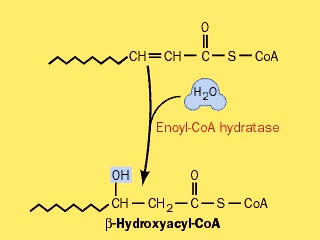 O
CH=CH — C — S — CoA
H₂O
Enoyl-CoA hydratase
OH O
CH — CH₂ — C — S — CoA
β-Hydroxyacyl-CoA